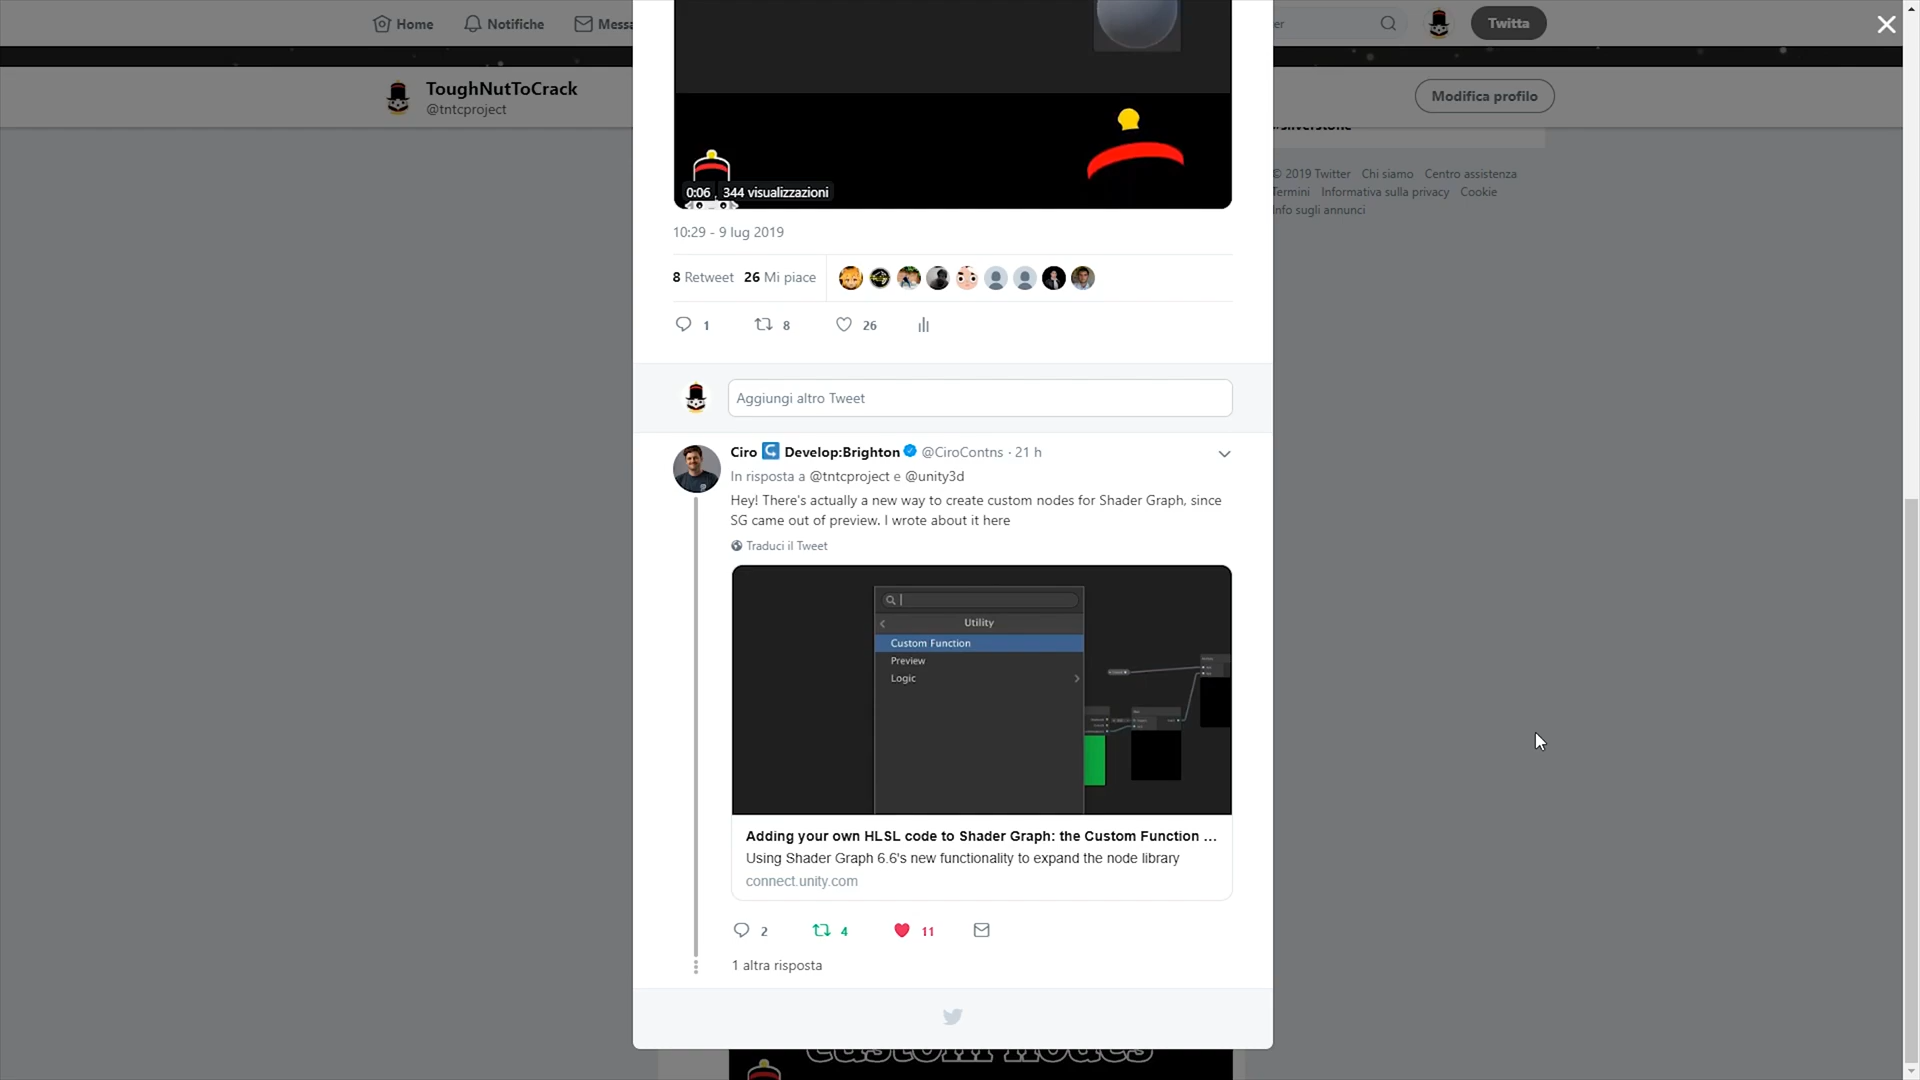 Home
Notifiche
Messa
er
Twitta
ToughNutToCrack
@tntcproject
Modifica profilo
0:06 344 visualizzazioni
© 2019 Twitter Chi siamo Centro assistenza
Termini Informativa sulla privacy Cookie
Info sugli annunci
10:29 - 9 lug 2019
8 Retweet 26 Mi piace
1 8 26
Aggiungi altro Tweet
Ciro Develop:Brighton @CiroContns · 21 h
In risposta a @tntcproject e @unity3d
Hey! There's actually a new way to create custom nodes for Shader Graph, since
SG came out of preview. I wrote about it here
Traduci il Tweet
Utility
Custom Function
Preview
Logic
Adding your own HLSL code to Shader Graph: the Custom Function ...
Using Shader Graph 6.6's new functionality to expand the node library
connect.unity.com
2 4 11
1 altra risposta
custom nodes